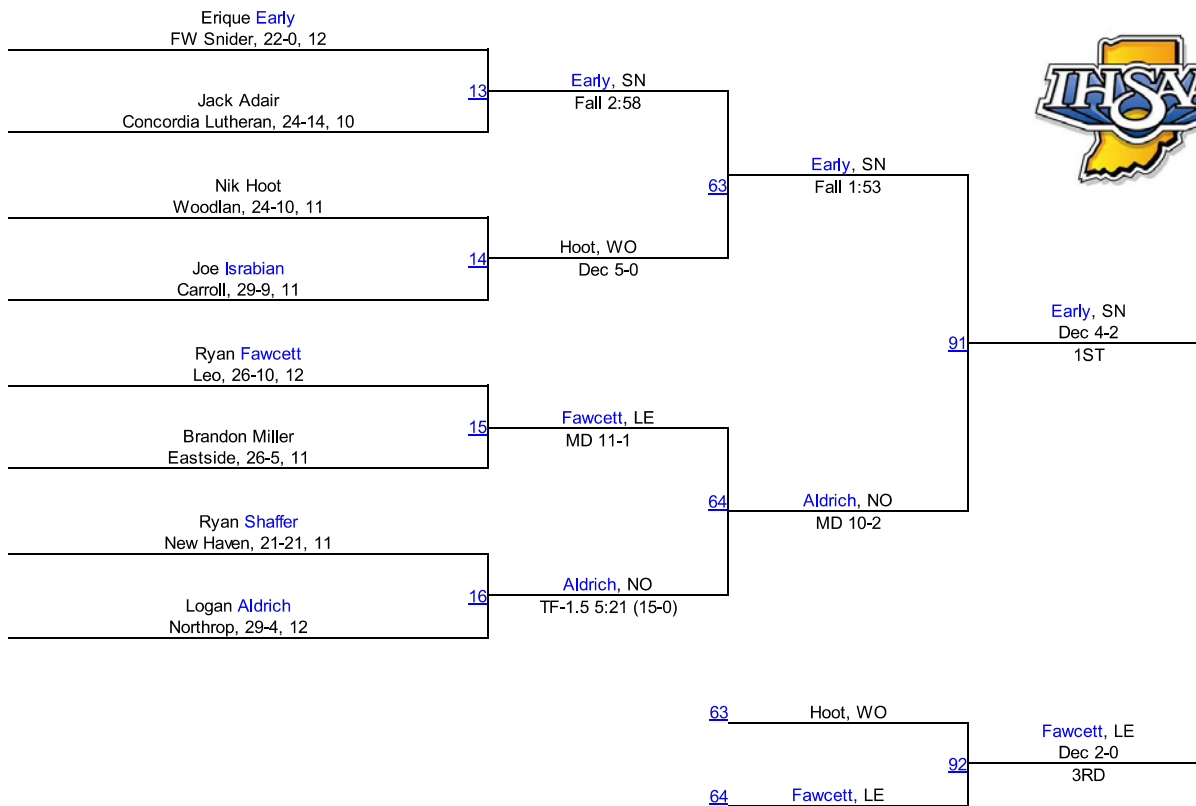 Erique Early
FW Snider, 22-0, 12
13
Jack Adair
Concordia Lutheran, 24-14, 10
Early, SN
Fall 2:58
Nik Hoot
Woodlan, 24-10, 11
14
Joe Israbian
Carroll, 29-9, 11
Hoot, WO
Dec 5-0
63
Early, SN
Fall 1:53
IHSAA
Ryan Fawcett
Leo, 26-10, 12
15
Brandon Miller
Eastside, 26-5, 11
Fawcett, LE
MD 11-1
Ryan Shaffer
New Haven, 21-21, 11
16
Logan Aldrich
Northrop, 29-4, 12
Aldrich, NO
TF-1.5 5:21 (15-0)
64
Aldrich, NO
MD 10-2
91
Early, SN
Dec 4-2
1ST
63
Hoot, WO
64
Fawcett, LE
92
Fawcett, LE
Dec 2-0
3RD